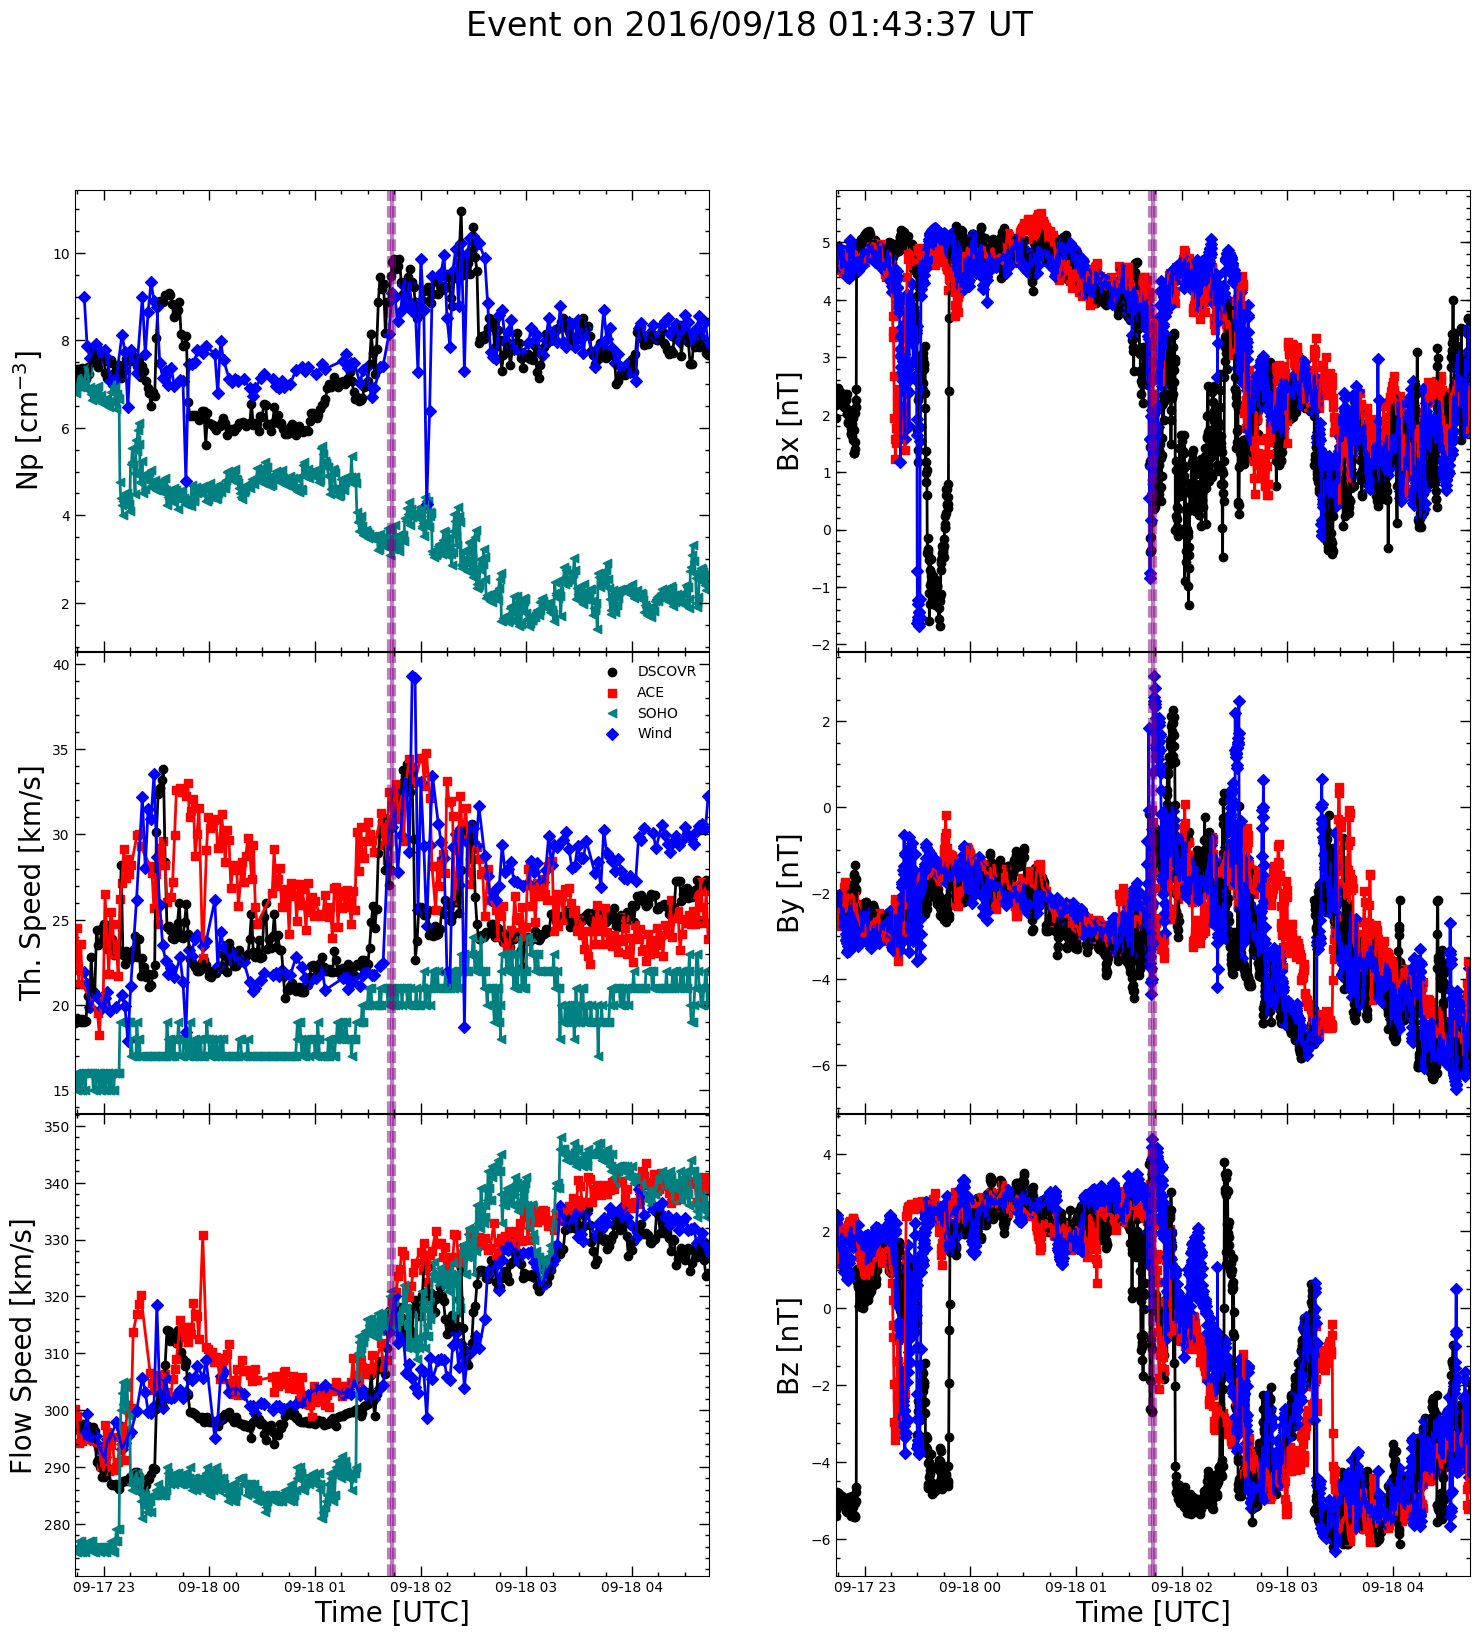 Event on 2016/09/18 01:43:37 UT
Np [cm⁻³]
10
8
6
4
2
Th. Speed [km/s]
40
35
30
25
20
15
DSCOVR
ACE
SOHO
Wind
Flow Speed [km/s]
350
340
330
320
310
300
290
280
09-17 23 09-18 00 09-18 01 09-18 02 09-18 03 09-18 04
Time [UTC]
Bx [nT]
5
4
3
2
1
0
−1
−2
By [nT]
2
0
−2
−4
−6
Bz [nT]
4
2
0
−2
−4
−6
09-17 23 09-18 00 09-18 01 09-18 02 09-18 03 09-18 04
Time [UTC]